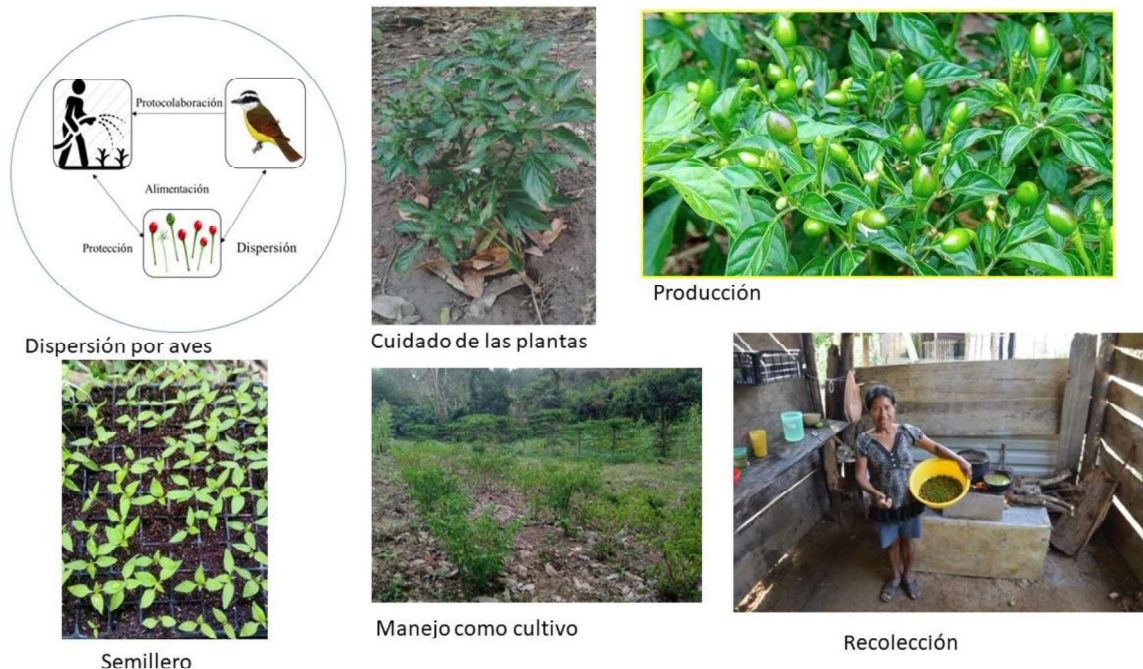 Protocolaboración
Alimentación
Protección
Dispersión
Dispersión por aves
Cuidado de las plantas
Producción
Semillero
Manejo como cultivo
Recolección